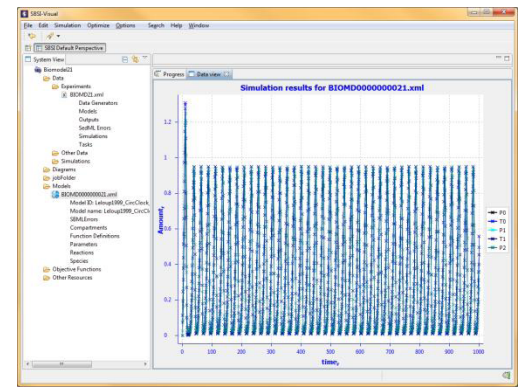 SBSI-Visual
File Edit Simulation Optimize Options Search Help Window
SBSI Default Perspective
System View
Biomodel21
Data
Experiments
BIOMD21.xml
Data Generators
Models
Outputs
SedML Errors
Simulations
Tasks
Other Data
Simulations
Diagrams
jobFolder
Models
BIOMD0000000021.xml
Model ID: Leloup1999_CircClock_
Model name: Leloup1999_CircCl
SBMLErrors
Compartments
Function Definitions
Parameters
Reactions
Species
Objective Functions
Other Resources
Progress Data view
Simulation results for BIOMD0000000021.xml
Amount,
1.2
1
0.8
0.6
0.4
0.2
0
0 100 200 300 400 500 600 700 800 900 1000
time,
P0
T0
P1
T1
P2